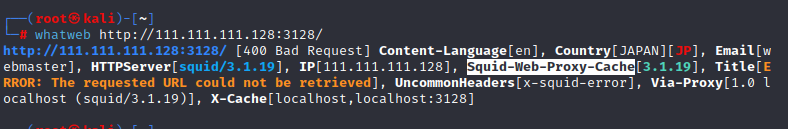 ┌──(root㉿kali)-[~]
└─# whatweb http://111.111.111.128:3128/
http://111.111.111.128:3128/ [400 Bad Request] Content-Language[en], Country[JAPAN][JP], Email[w
ebmaster], HTTPServer[squid/3.1.19], IP[111.111.111.128], Squid-Web-Proxy-Cache[3.1.19], Title[E
RROR: The requested URL could not be retrieved], UncommonHeaders[x-squid-error], Via-Proxy[1.0 l
ocalhost (squid/3.1.19)], X-Cache[localhost,localhost:3128]